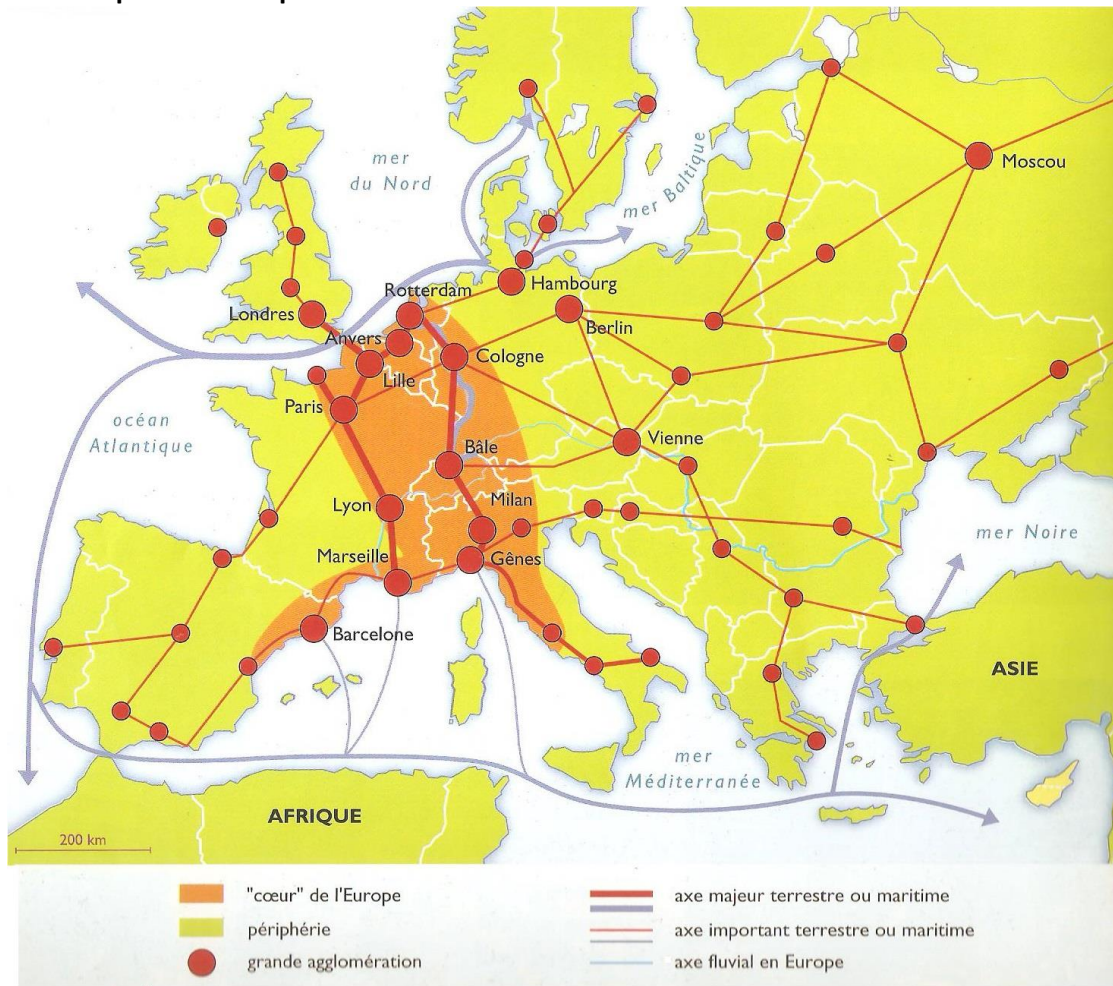 mer
du Nord
mer Baltique
Moscou
Rotterdam
Hambourg
Londres
Anvers
Berlin
Cologne
Lille
Paris
océan
Atlantique
Bâle
Vienne
Lyon
Milan
Marseille
Gênes
mer Noire
Barcelone
ASIE
mer
Méditerranée
AFRIQUE
200 km
"cœur" de l'Europe
périphérie
grande agglomération
axe majeur terrestre ou maritime
axe important terrestre ou maritime
axe fluvial en Europe